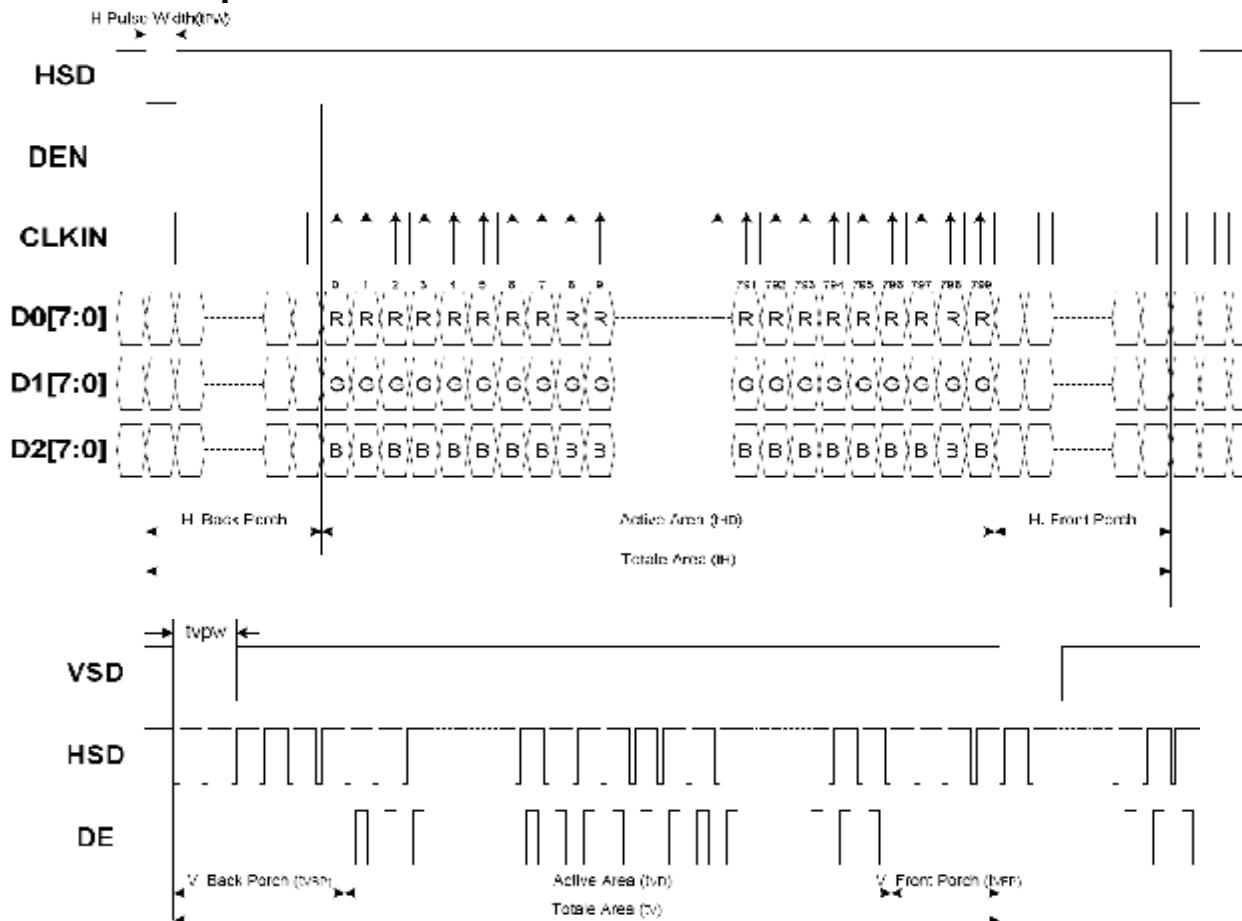 H Pulse Width(tPW)
HSD
DEN
CLKIN
0 1 2 3 4 5 6 7 8 9 791 792 793 794 795 796 797 798 799
D0[7:0] R R R R R R R R R R R R R R R R R R R
D1[7:0] G G G G G G G G G G G G G G G G G G G
D2[7:0] B B B B B B B B B B B B B B B B B B B
H. Back Porch Active Area (tHD) H. Front Porch
Totale Area (tH)
tvpw
VSD
HSD
DE
V. Back Porch (tVBP) Active Area (tVD) V. Front Porch (tVFP)
Totale Area (tV)